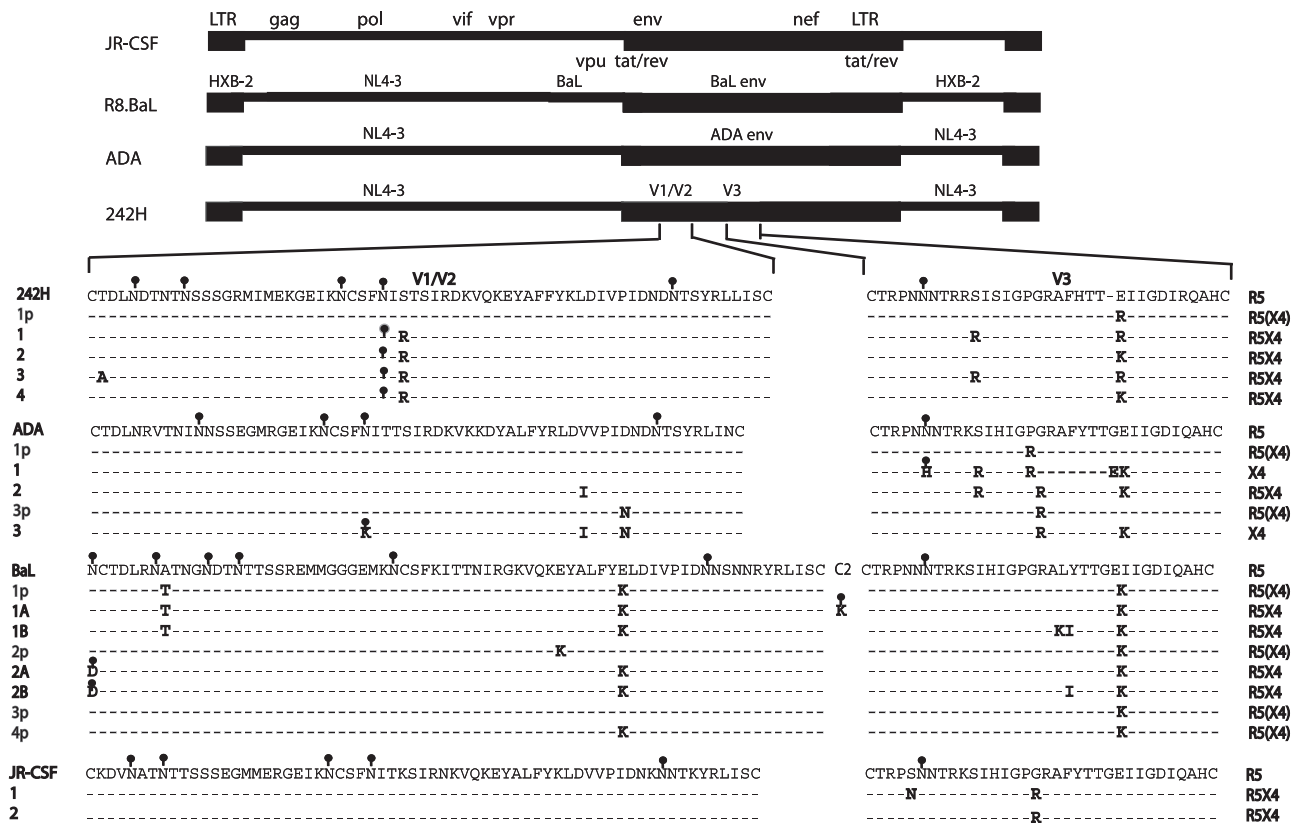 LTR gag pol vif vpr env nef LTR
JR-CSF
vpu tat/rev tat/rev
HXB-2 NL4-3 BaL BaL env HXB-2
R8.BaL
NL4-3 ADA env NL4-3
ADA
NL4-3 V1/V2 V3 NL4-3
242H
V1/V2 V3
242H CTDLNDTNTNSSSGRMIMEKGEIKNCSFNISTSIRDKVQKEYAFFYKLDIVPIDNDNTSYRLLISC CTRPNNNTRRSISIGPGRAFHTT-EIIGDIRQAHC R5
1p R R5(X4)
1 R R R R5X4
2 R K R5X4
3 A R R R R5X4
4 R K R5X4
ADA CTDLNRVTNINNSSEGMRGEIKNCSFNITTSIRDKVKKDYALFYRLDVVPIDNDNTSYRLINC CTRPNNNTRKSIHIGPGRAFYTTGEIIGDIQAHC R5
1p R R5(X4)
1 H R R EK X4
2 I R R K R5X4
3p N R R5(X4)
3 K I N R K X4
BaL NCTDLRNATNGNDTNTTSSREMMGGGEMKNCSFKITTNIRGKVQKEYALFYELDIVPIDNNSNNRYRLISC C2 CTRPNNNTRKSIHIGPGRALYTTGEIIGDIQAHC R5
1p T K K R5(X4)
1A T K K K R5X4
1B T K KI K R5X4
2p K K R5(X4)
2A D K K R5X4
2B D K I K R5X4
3p K R5(X4)
4p K K R5(X4)
JR-CSF CKDVNATNTTSSSEGMMERGEIKNCSFNITKSIRNKVQKEYALFYKLDVVPIDNKNNTKYRLISC CTRPSNNTRKSIHIGPGRAFYTTGEIIGDIQAHC R5
1 N R R5X4
2 R R5X4